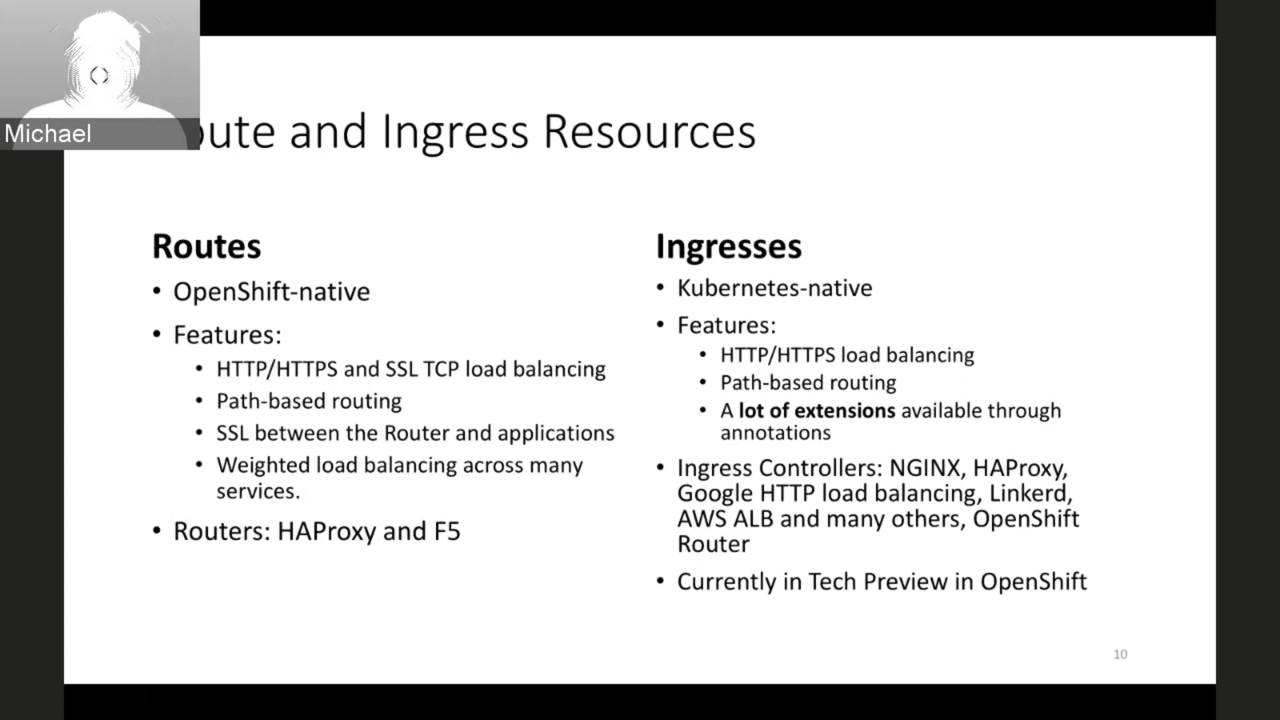 Michael
oute and Ingress Resources
Routes
• OpenShift-native
• Features:
• HTTP/HTTPS and SSL TCP load balancing
• Path-based routing
• SSL between the Router and applications
• Weighted load balancing across many
services.
• Routers: HAProxy and F5
Ingresses
• Kubernetes-native
• Features:
• HTTP/HTTPS load balancing
• Path-based routing
• A lot of extensions available through
annotations
• Ingress Controllers: NGINX, HAProxy,
Google HTTP load balancing, Linkerd,
AWS ALB and many others, OpenShift
Router
• Currently in Tech Preview in OpenShift
10